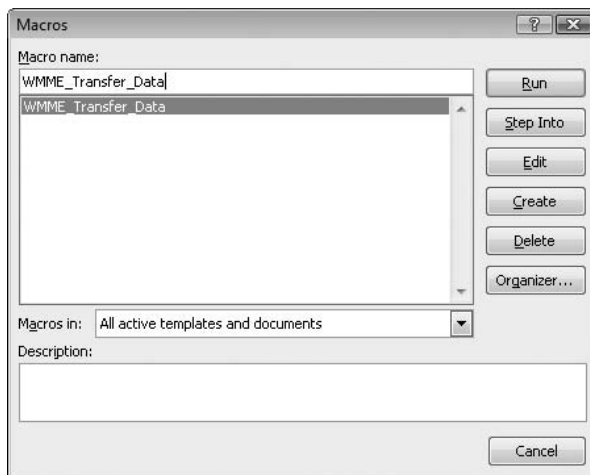 Macros
Macro name:
WMME_Transfer_Data
WMME_Transfer_Data
Run
Step Into
Edit
Create
Delete
Organizer...
Macros in: All active templates and documents
Description:
Cancel